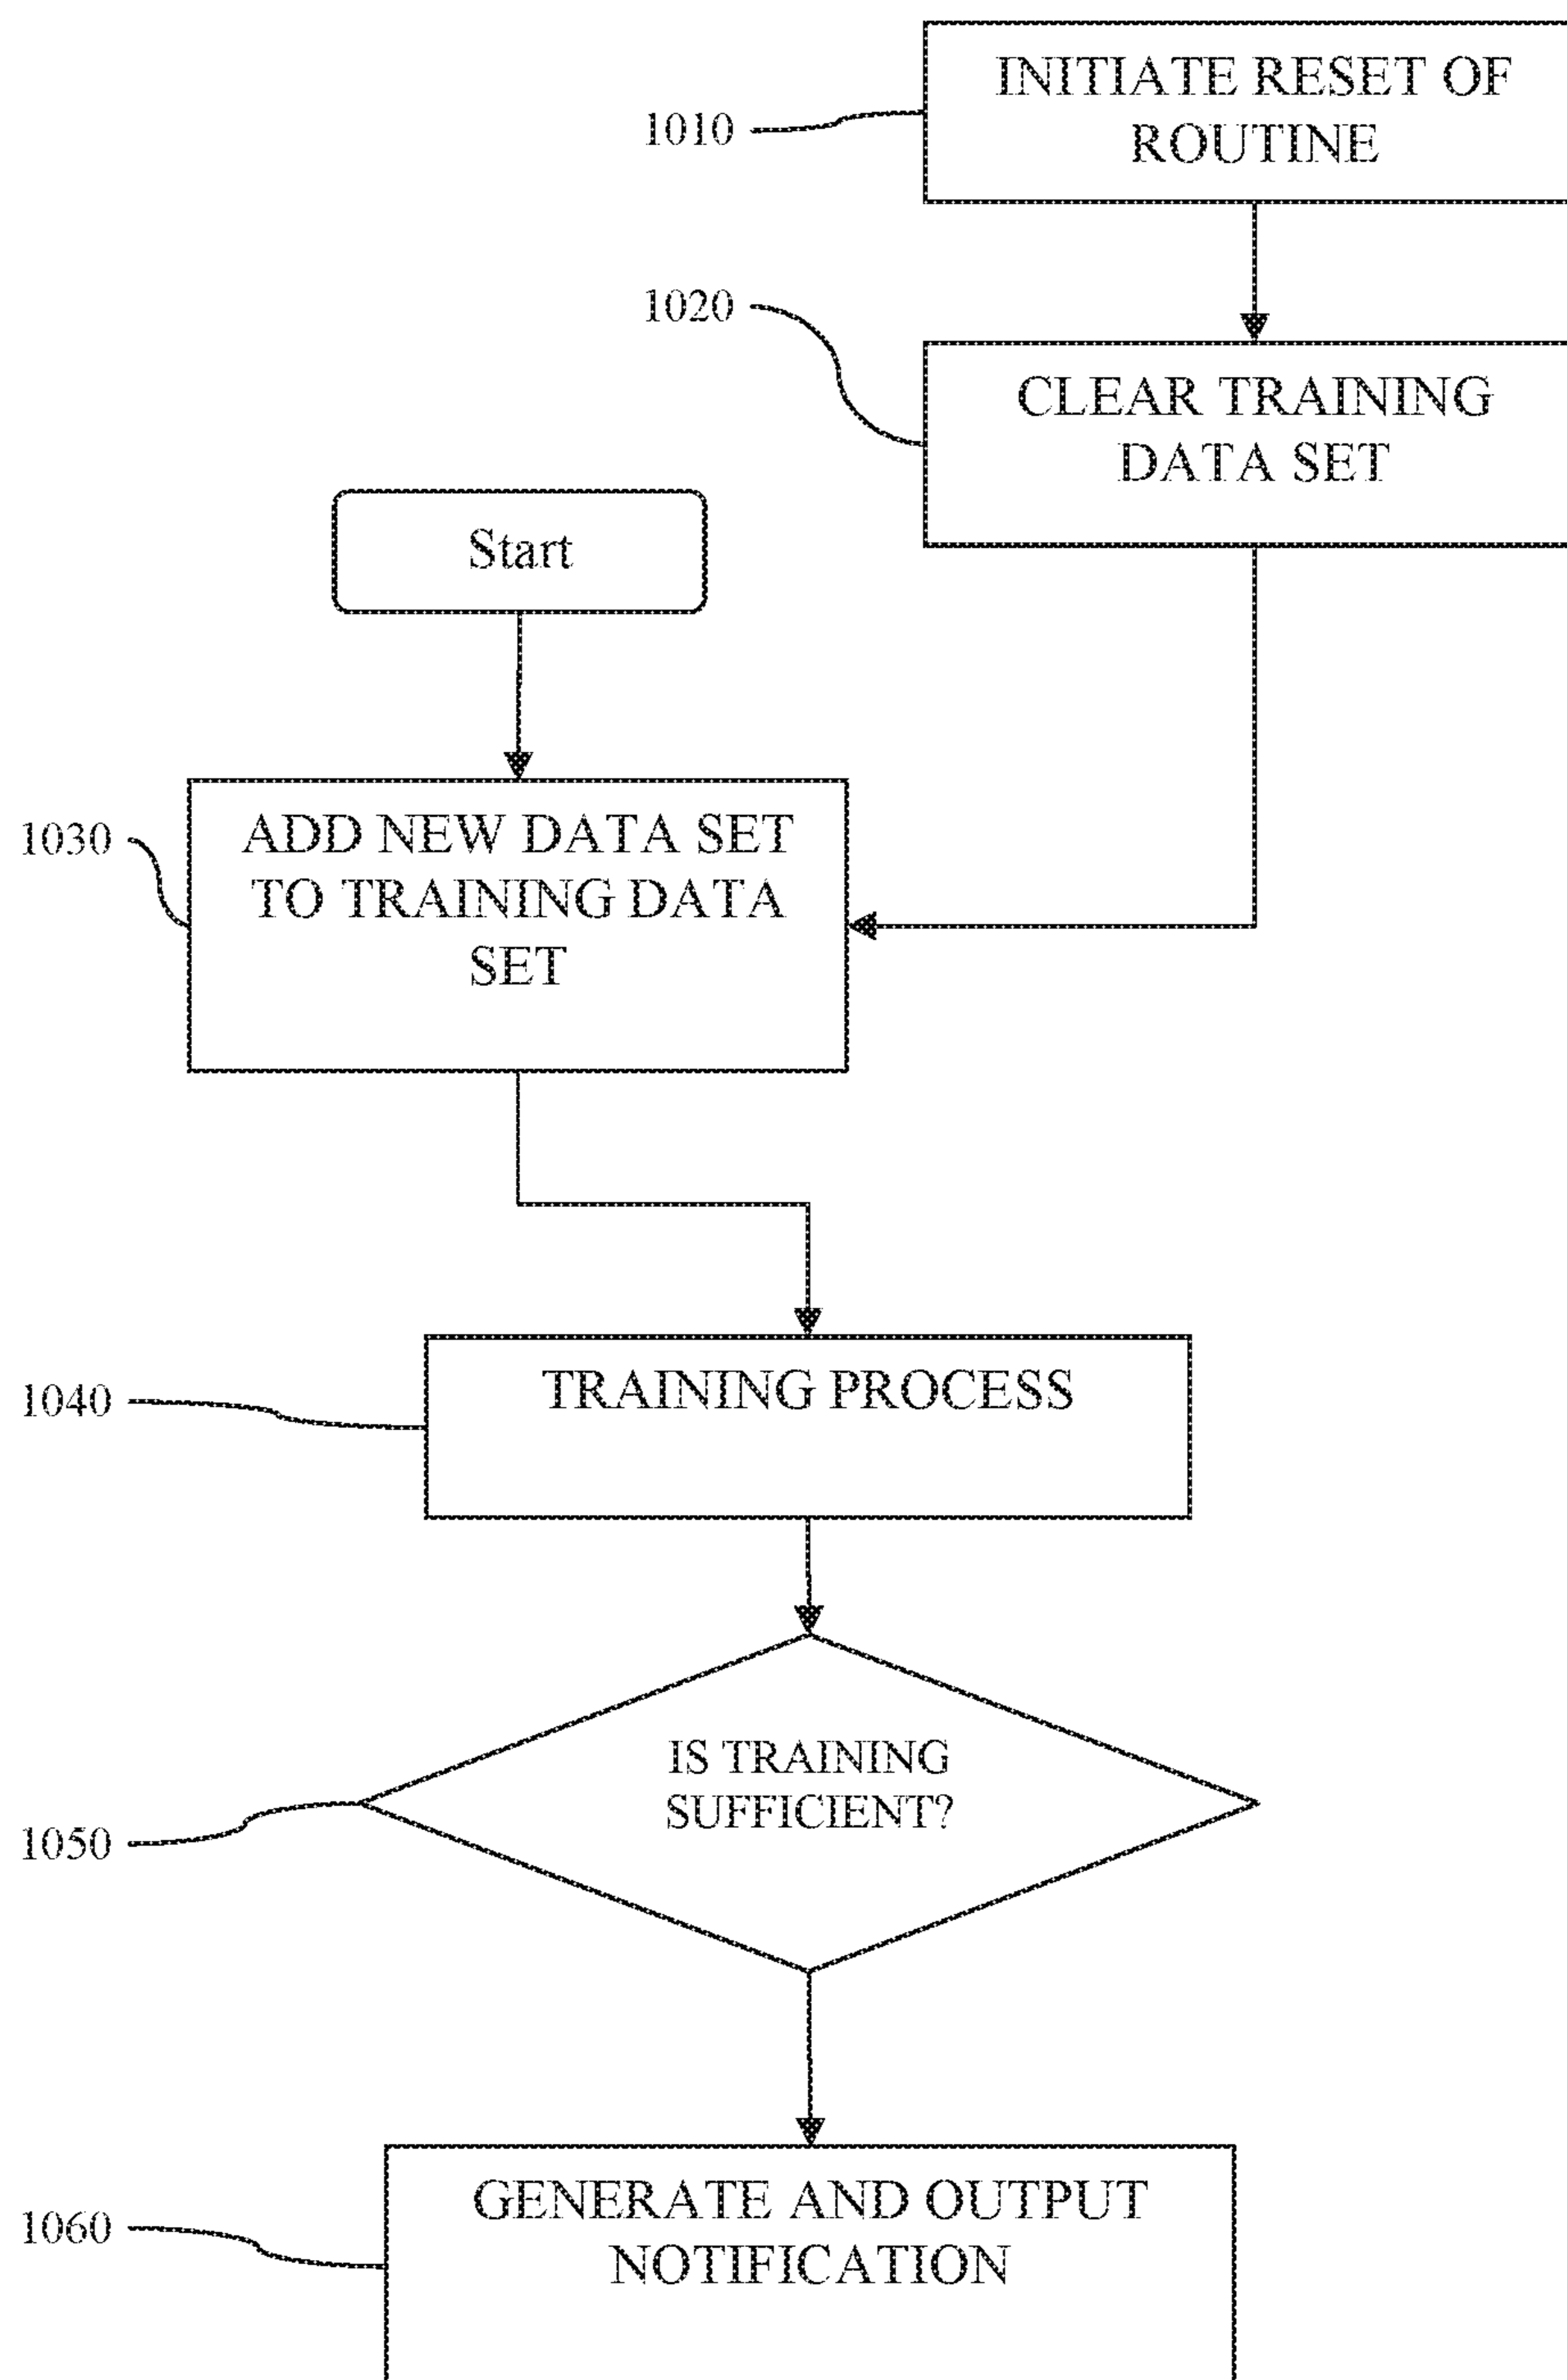 INITIATE RESET OF
ROUTINE
1010
1020
CLEAR TRAINING
DATA SET
Start
1030
ADD NEW DATA SET
TO TRAINING DATA
SET
1040
TRAINING PROCESS
IS TRAINING
SUFFICIENT?
1050
GENERATE AND OUTPUT
NOTIFICATION
1060